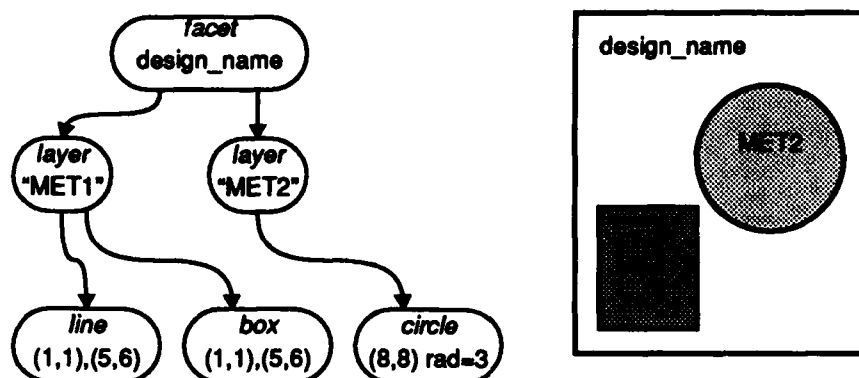 facet
design_name
layer
"MET1"
layer
"MET2"
line
(1,1),(5,6)
box
(1,1),(5,6)
circle
(8,8) rad=3
design_name
MET2